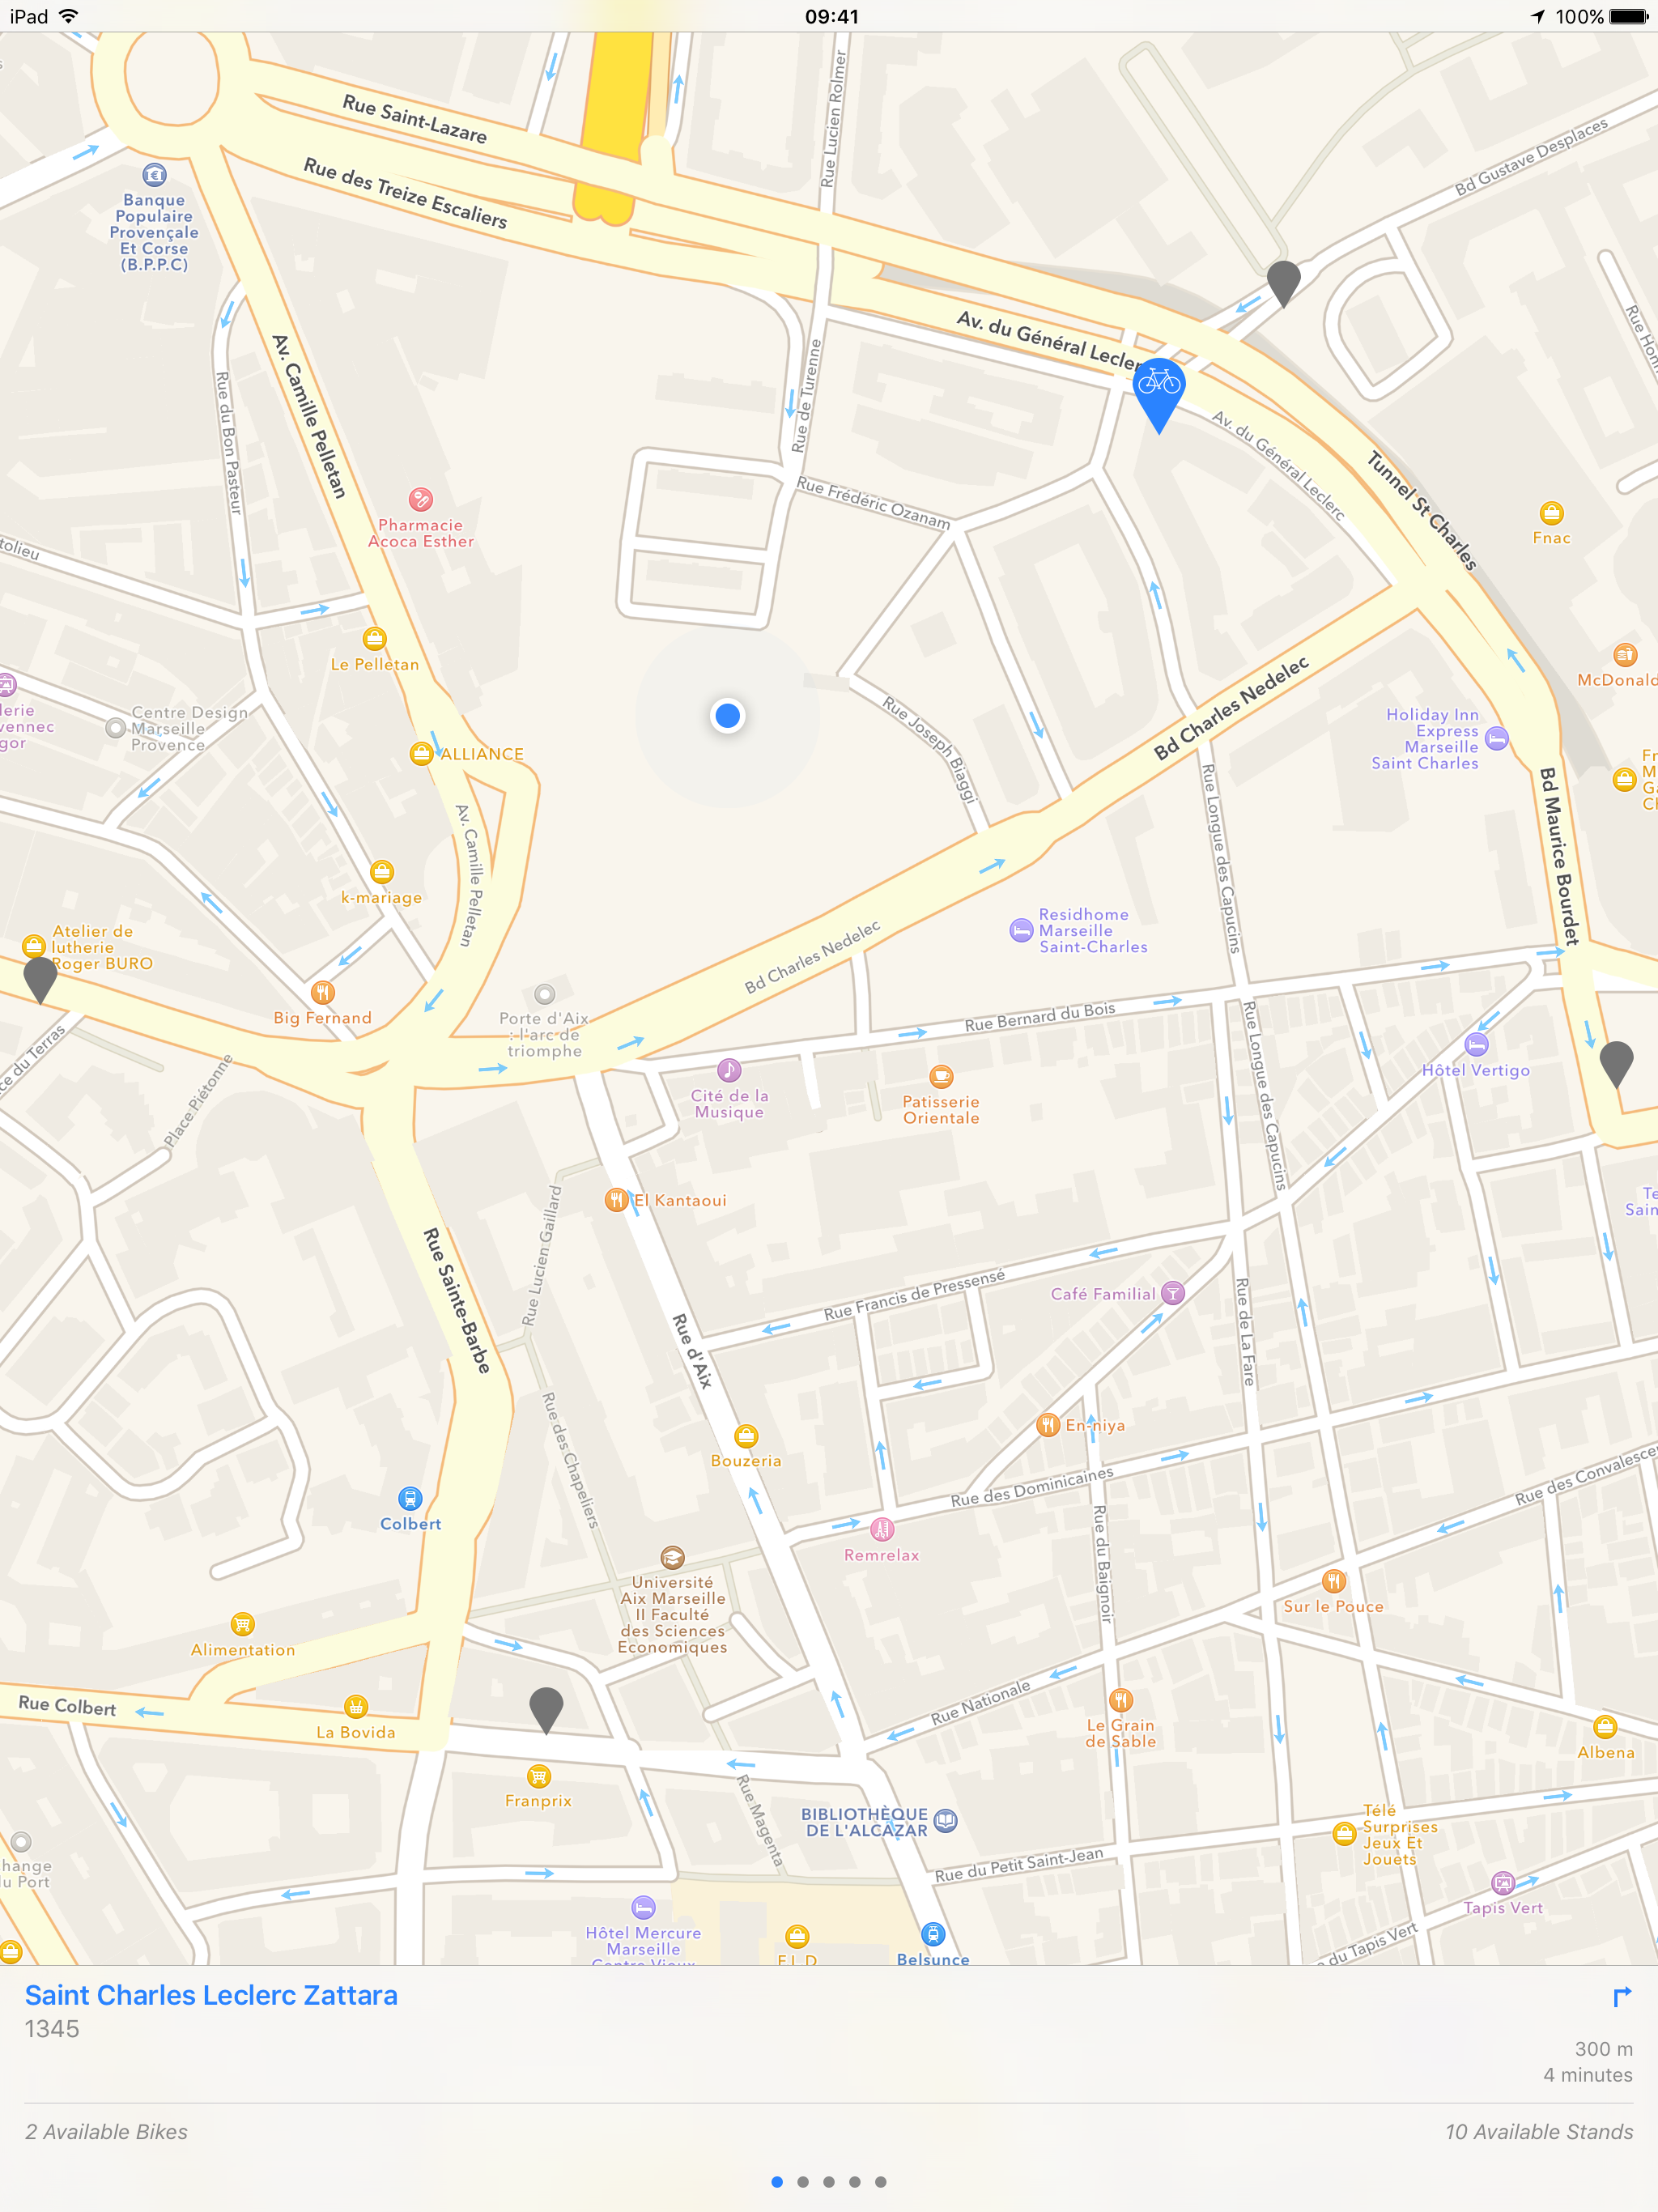 iPad
09:41
100%
Rue Saint-Lazare
Rue des Treize Escaliers
Rue Lucien Rolmer
Bd Gustave Desplaces
Banque
Populaire
Provençale
Et Corse
(B.P.P.C)
Av. Camille Pelletan
Rue du Bon Pasteur
Rue de Turenne
Av. du Général Lecler
Av. du Général Leclerc
Tunnel St Charles
Rue Frédéric Ozanam
Pharmacie
Acoca Esther
Fnac
Le Pelletan
McDonald
Centre Design
Marseille
Provence
ALLIANCE
Av. Camille Pelletan
Rue Joseph Biaggi
Bd Charles Nedelec
Holiday Inn
Express
Marseille
Saint Charles
Bd Maurice Bourdet
Rue Longue des Capucins
k-mariage
Atelier de
lutherie
Roger BURO
Residhome
Marseille
Saint-Charles
Bd Charles Nedelec
Big Fernand
Porte d'Aix
: l'arc de
triomphe
Rue Bernard du Bois
Rue Longue des Capucins
Hôtel Vertigo
Cité de la
Musique
Patisserie
Orientale
Place Piétonne
El Kantaoui
Rue Lucien Gaillard
Rue Sainte-Barbe
Rue Francis de Pressensé
Café Familial
Rue de La Fare
Rue d'Aix
Rue des Chapeliers
En-niya
Bouzeria
Rue des Dominicaines
Rue du Baignoir
Colbert
Remrelax
Université
Aix Marseille
II Faculté
des Sciences
Economiques
Sur le Pouce
Alimentation
Rue Colbert
La Bovida
Rue Nationale
Le Grain
de Sable
Albena
Franprix
Rue Magenta
BIBLIOTHÈQUE
DE L'ALCAZAR
Rue du Petit Saint-Jean
Télé
Surprises
Jeux Et
Jouets
Tapis Vert
du Tapis Vert
Hôtel Mercure
Marseille
Belsunce
Saint Charles Leclerc Zattara
1345
300 m
4 minutes
2 Available Bikes
10 Available Stands